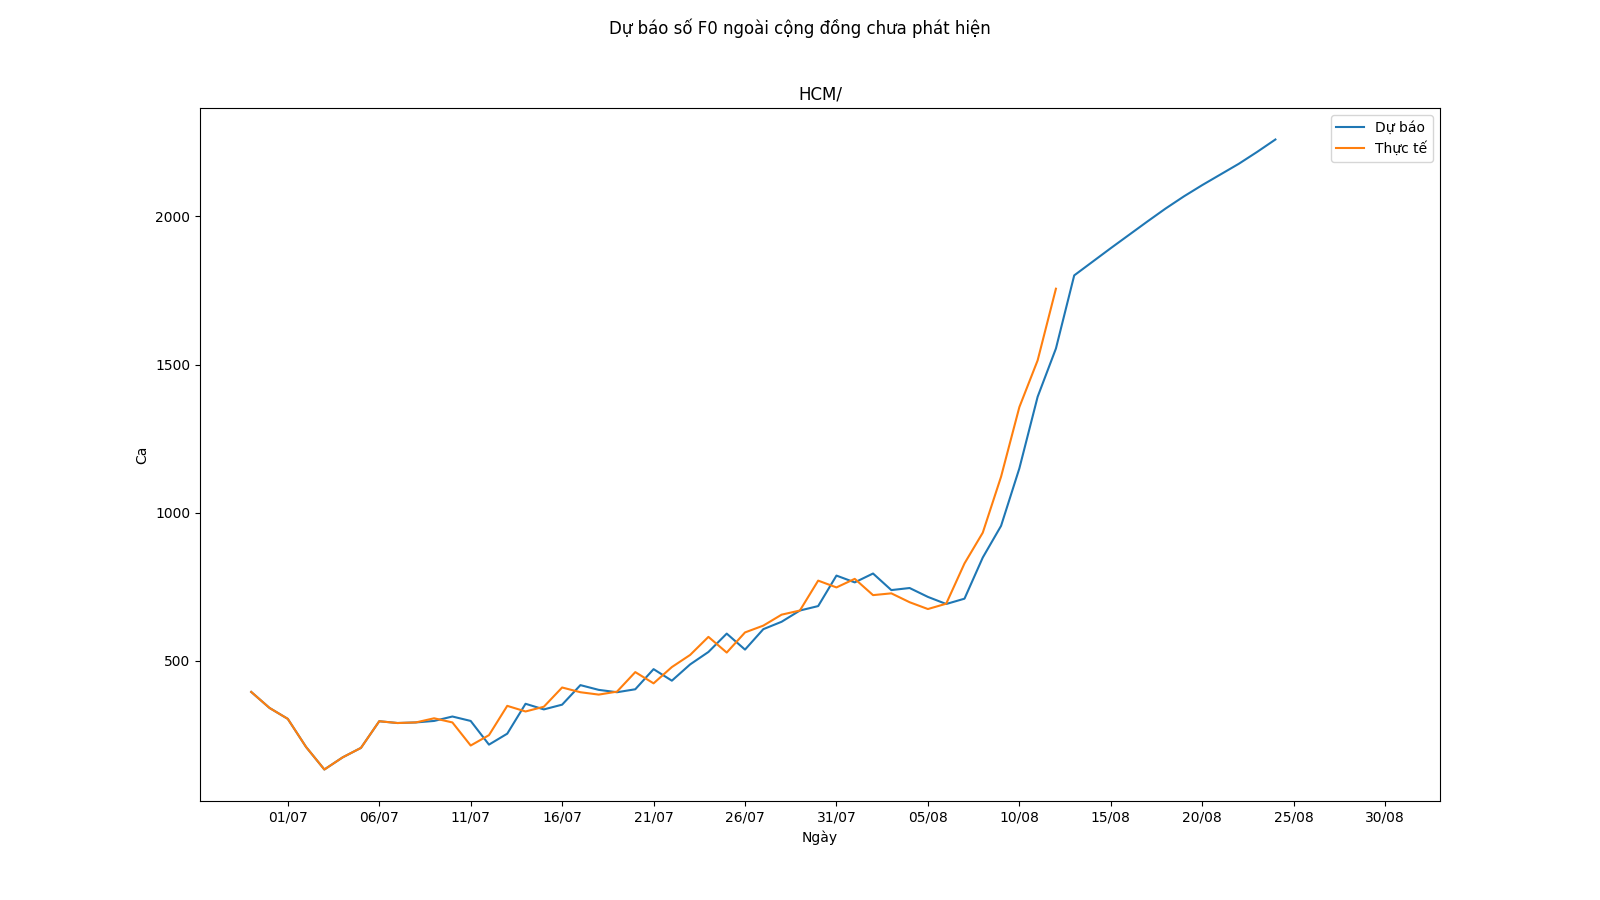 Dự báo số F0 ngoài cộng đồng chưa phát hiện
HCM/
Dự báo
Thực tế
2000
1500
1000
500
Ca
01/07 06/07 11/07 16/07 21/07 26/07 31/07 05/08 10/08 15/08 20/08 25/08 30/08
Ngày